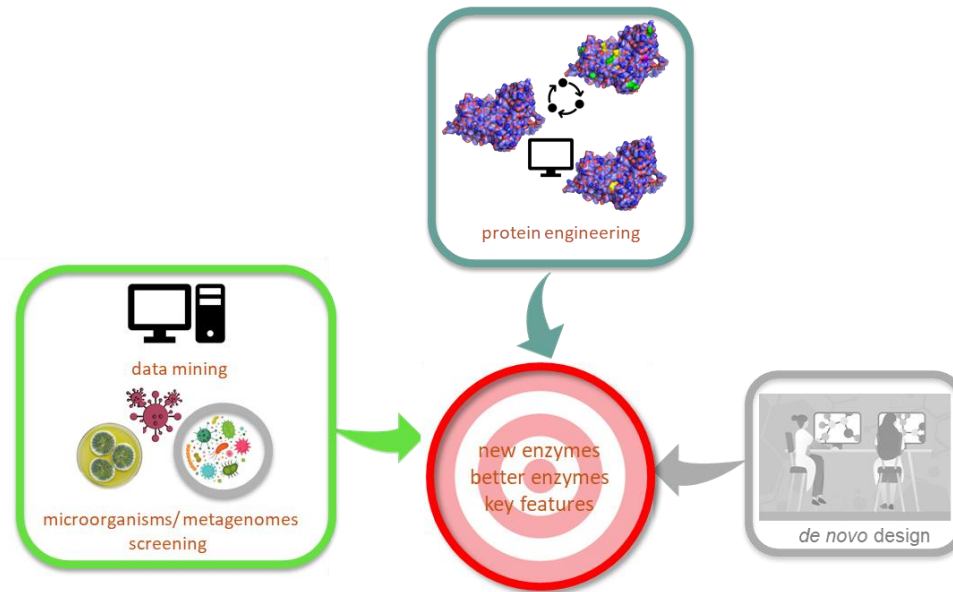 protein engineering
data mining
microorganisms/ metagenomes
screening
new enzymes
better enzymes
key features
de novo design